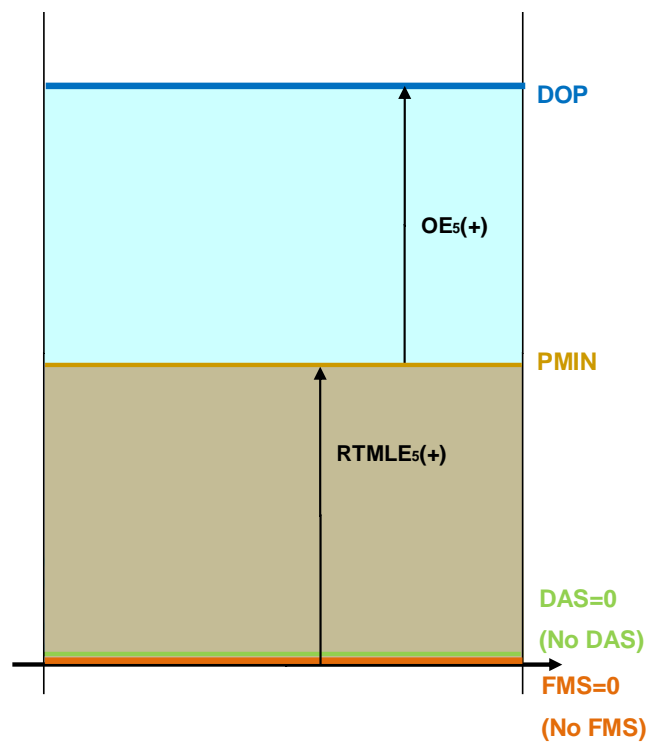 DOP
OE5(+)
PMIN
RTMLE5(+)
DAS=0
(No DAS)
FMS=0
(No FMS)